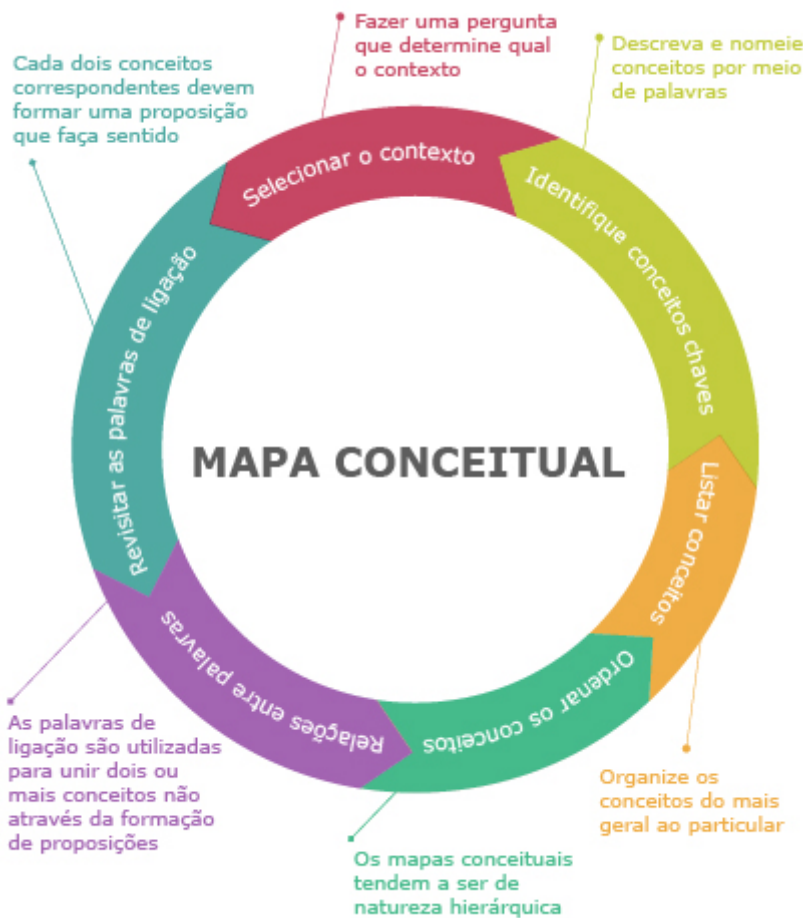 Fazer uma pergunta
que determine qual
o contexto
Selecionar o contexto
Descreva e nomeie
conceitos por meio
de palavras
Identifique conceitos chaves
Listar conceitos
Organize os
conceitos do mais
geral ao particular
Ordenar os conceitos
Os mapas conceituais
tendem a ser de
natureza hierárquica
Relações entre palavras
As palavras de
ligação são utilizadas
para unir dois ou
mais conceitos não
através da formação
de proposições
Revisitar as palavras de ligação
Cada dois conceitos
correspondentes devem
formar uma proposição
que faça sentido
MAPA CONCEITUAL